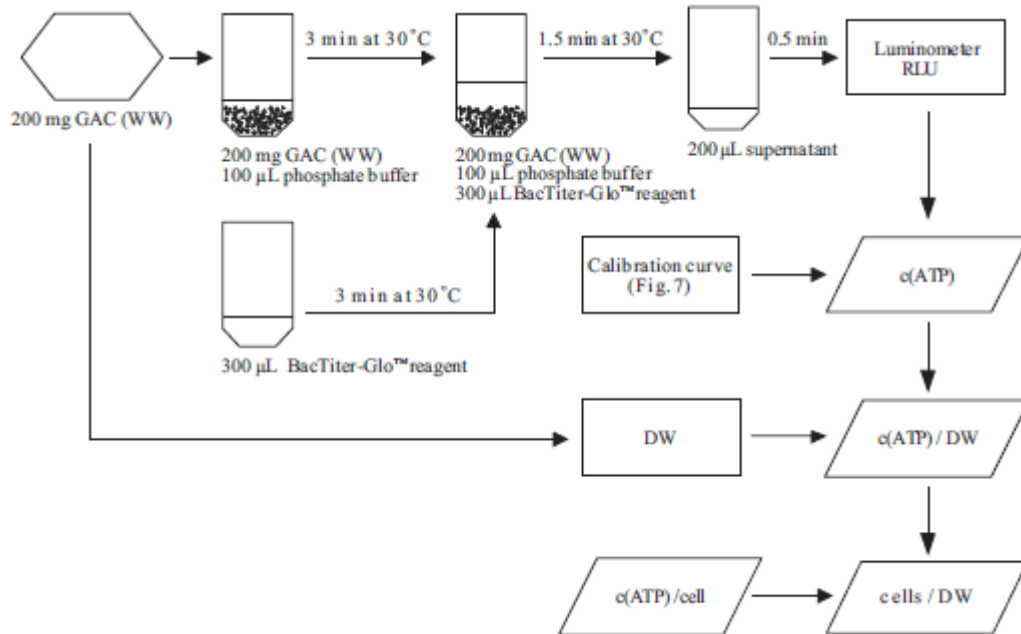 200 mg GAC (WW)
3 min at 30°C
200 mg GAC (WW)
100 μL phosphate buffer
1.5 min at 30°C
200 mg GAC (WW)
100 μL phosphate buffer
300 μL BacTiter-Glo™ reagent
0.5 min
200 μL supernatant
Luminometer
RLU
3 min at 30°C
300 μL BacTiter-Glo™ reagent
Calibration curve
(Fig. 7)
c(ATP)
DW
c(ATP) / DW
c(ATP) /cell
cells / DW